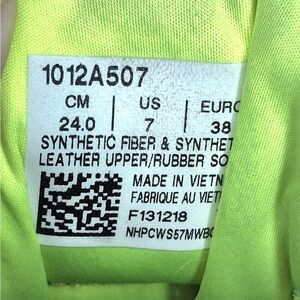 1012A507
CM US EURO
24.0 7 38
SYNTHETIC FIBER & SYNTHET
LEATHER UPPER/RUBBER SO
MADE IN VIETN
FABRIQUE AU VIET
F131218
NHPCWS57MWBC